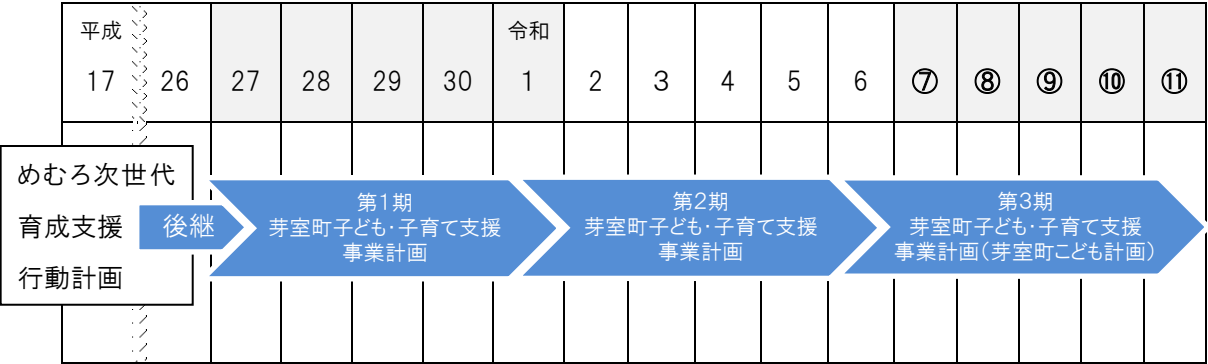 平成 令和
17 26 27 28 29 30 1 2 3 4 5 6 ⑦ ⑧ ⑨ ⑩ ⑪
めむろ次世代
育成支援
行動計画
後継
第1期
芽室町子ども・子育て支援
事業計画
第2期
芽室町子ども・子育て支援
事業計画
第3期
芽室町子ども・子育て支援
事業計画(芽室町こども計画)